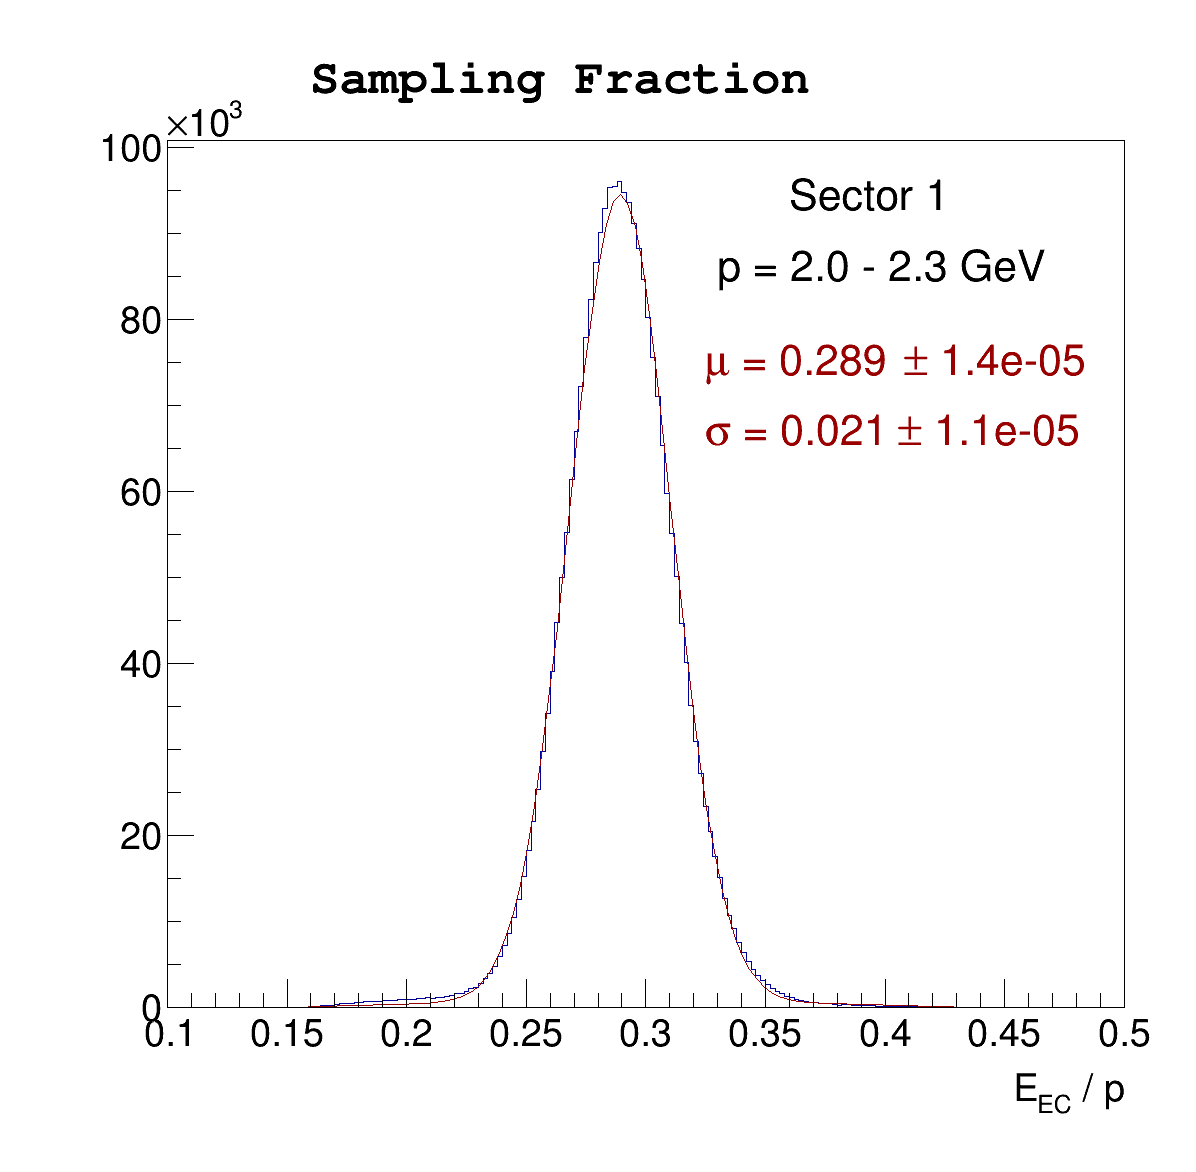 Sampling Fraction
×10³
100
80
60
40
20
0
Sector 1
p = 2.0 - 2.3 GeV
μ = 0.289 ± 1.4e-05
σ = 0.021 ± 1.1e-05
0.1 0.15 0.2 0.25 0.3 0.35 0.4 0.45 0.5
E_EC / p